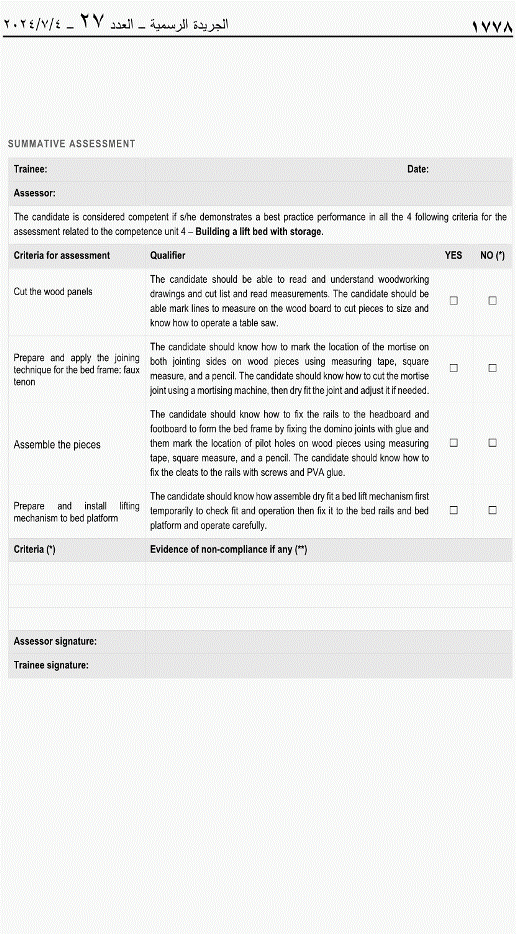 ١٧٧٨
الجريدة الرسمية ــ العدد ٢٧ ــ ٢٠٢٤/٧/٤
SUMMATIVE ASSESSMENT
Trainee: Date:
Assessor:
The candidate is considered competent if s/he demonstrates a best practice performance in all the 4 following criteria for the
assessment related to the competence unit 4 – Building a lift bed with storage.
Criteria for assessment Qualifier YES NO (*)
Cut the wood panels
The candidate should be able to read and understand woodworking
drawings and cut list and read measurements. The candidate should be
able mark lines to measure on the wood board to cut pieces to size and
know how to operate a table saw.
☐ ☐
Prepare and apply the joining
technique for the bed frame: faux
tenon
The candidate should know how to mark the location of the mortise on
both jointing sides on wood pieces using measuring tape, square
measure, and a pencil. The candidate should know how to cut the mortise
joint using a mortising machine, then dry fit the joint and adjust it if needed.
☐ ☐
Assemble the pieces
The candidate should know how to fix the rails to the headboard and
footboard to form the bed frame by fixing the domino joints with glue and
them mark the location of pilot holes on wood pieces using measuring
tape, square measure, and a pencil. The candidate should know how to
fix the cleats to the rails with screws and PVA glue.
☐ ☐
Prepare and install lifting
mechanism to bed platform
The candidate should know how assemble dry fit a bed lift mechanism first
temporarily to check fit and operation then fix it to the bed rails and bed
platform and operate carefully.
☐ ☐
Criteria (*) Evidence of non-compliance if any (**)
Assessor signature:
Trainee signature: